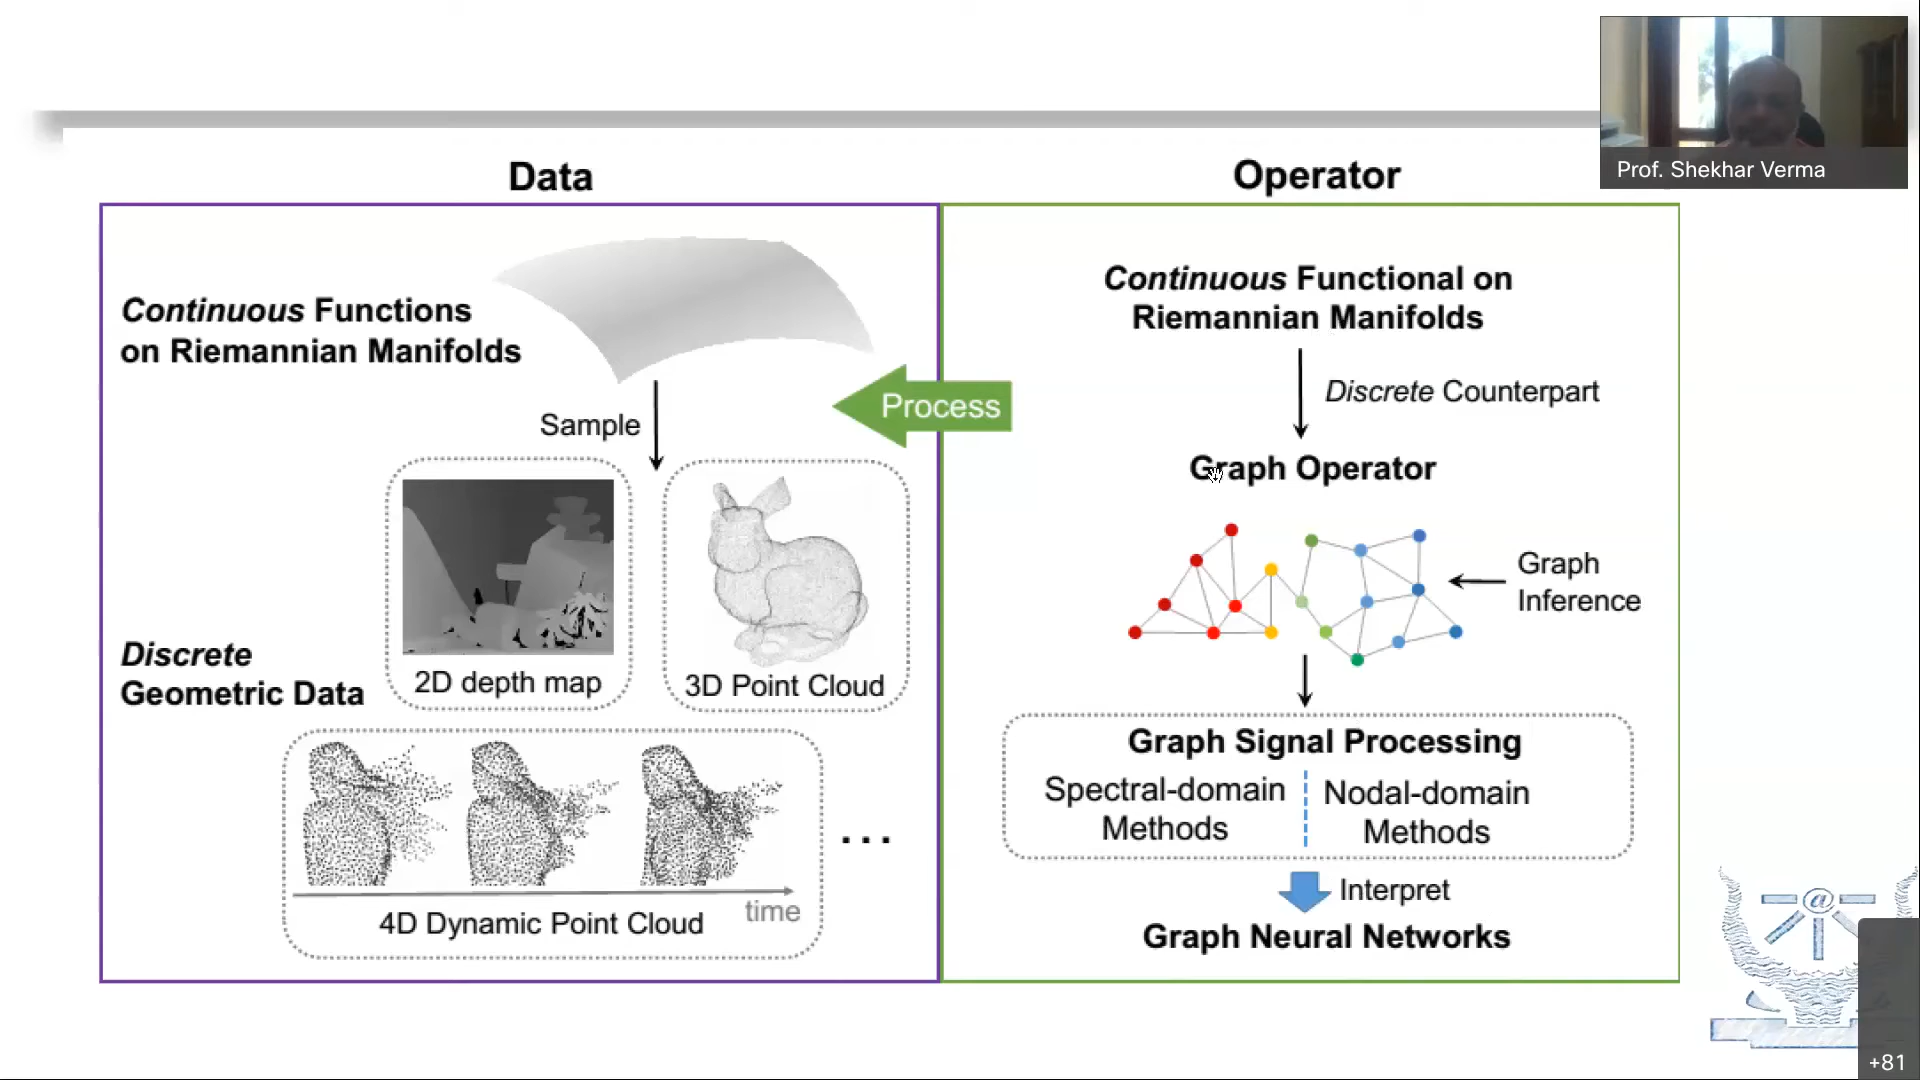 Prof. Shekhar Verma
Data
Continuous Functions
on Riemannian Manifolds
Sample
Discrete
Geometric Data
2D depth map
3D Point Cloud
time
4D Dynamic Point Cloud
...
Process
Operator
Continuous Functional on
Riemannian Manifolds
Discrete Counterpart
Graph Operator
Graph
Inference
Graph Signal Processing
Spectral-domain
Methods
Nodal-domain
Methods
Interpret
Graph Neural Networks
@
+81